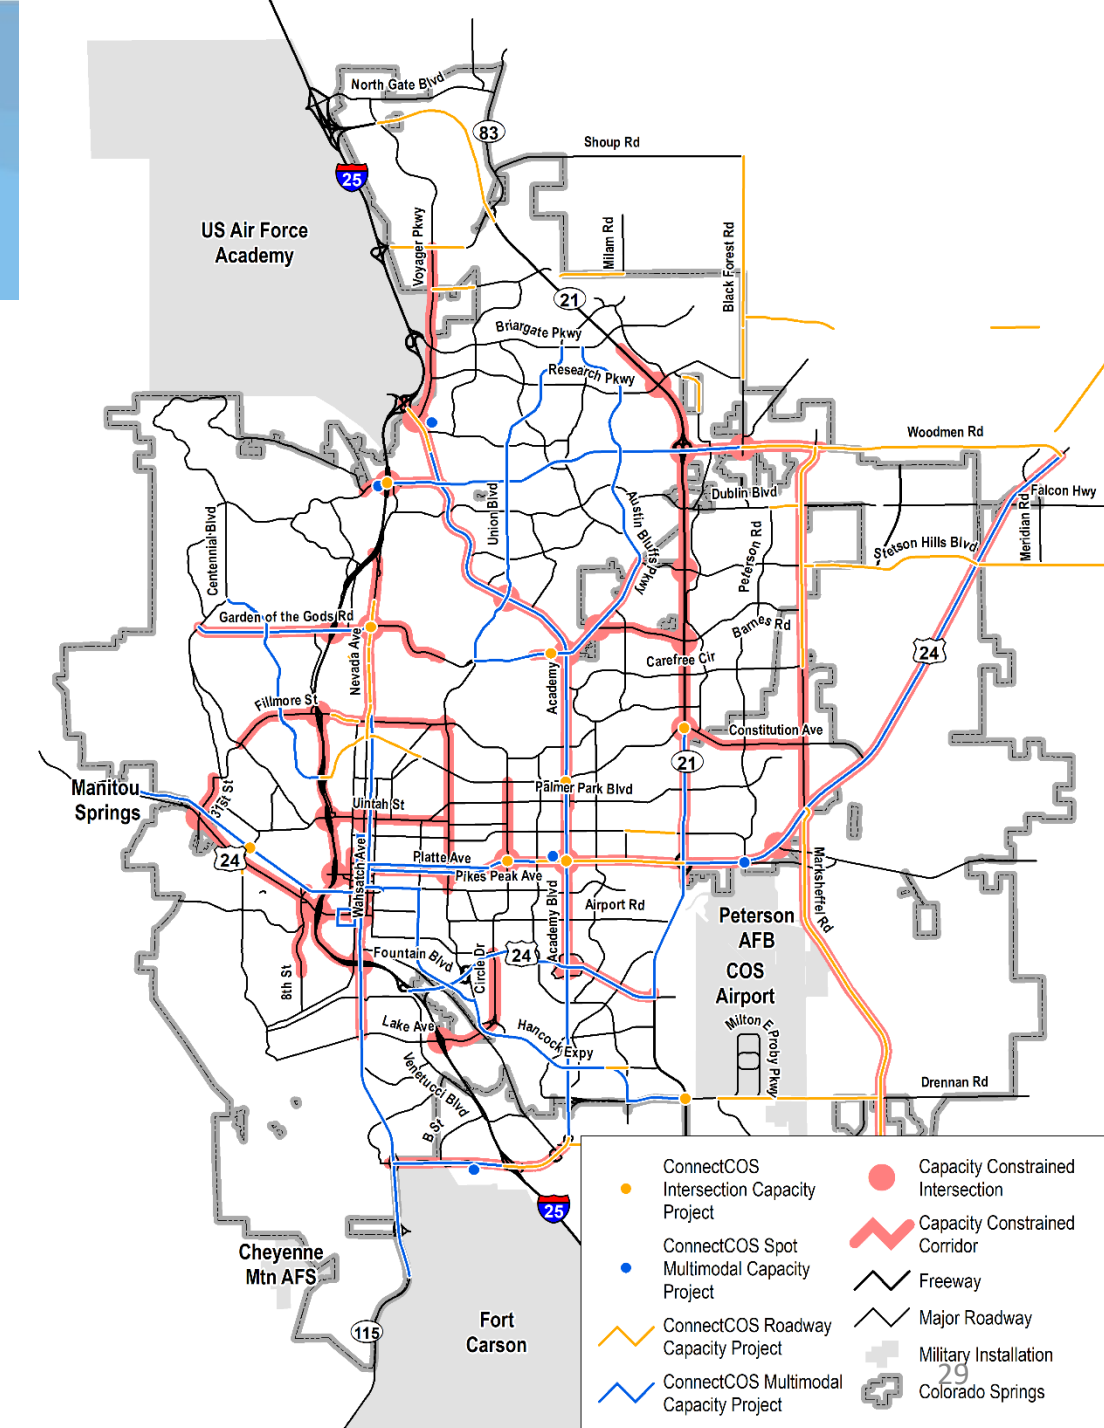 North Gate Blvd
83
Shoup Rd
25
US Air Force
Academy
Voyager Pkwy
Milam Rd
Black Forest Rd
21
Briargate Pkwy
Research Pkwy
Woodmen Rd
Falcon Hwy
Dublin Blvd
Meridian Rd
Union Blvd
Austin Bluffs Pkwy
Peterson Rd
Stetson Hills Blvd
Centennial Blvd
Garden of the Gods Rd
Nevada Ave
Barnes Rd
Carefree Cir
24
Academy
Fillmore St
Constitution Ave
21
Manitou
Springs
31st St
Palmer Park Blvd
Uintah St
24
Wahsatch Ave
Platte Ave
Pikes Peak Ave
Marksheffel Rd
Airport Rd
Academy Blvd
Peterson
AFB
COS
Airport
Fountain Blvd
24
8th St
Circle Dr
Lake Ave
Hancock Expy
Milton E Proby Pkwy
Venetucci Blvd
Drennan Rd
B St
25
Cheyenne
Mtn AFS
Fort
Carson
115
ConnectCOS
Intersection Capacity
Project
ConnectCOS Spot
Multimodal Capacity
Project
ConnectCOS Roadway
Capacity Project
ConnectCOS Multimodal
Capacity Project
Capacity Constrained
Intersection
Capacity Constrained
Corridor
Freeway
Major Roadway
Military Installation
29
Colorado Springs